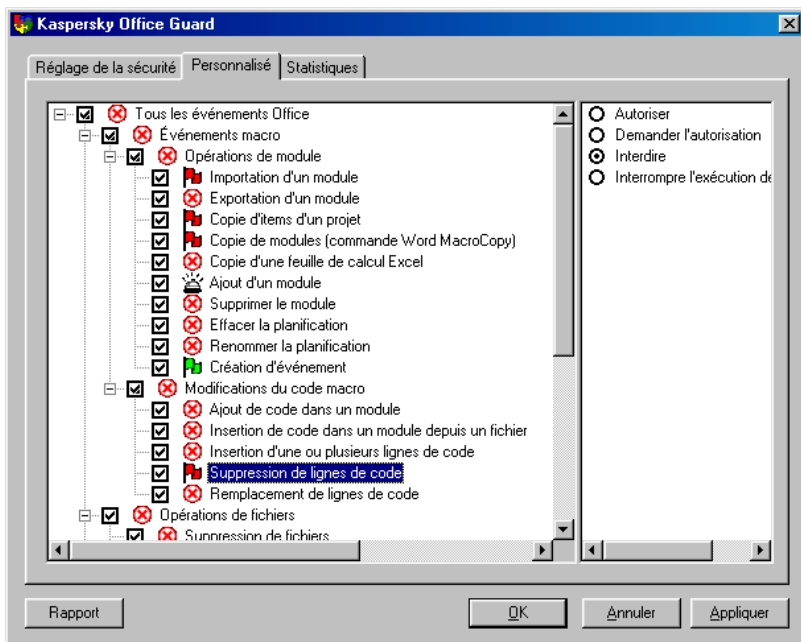 Kaspersky Office Guard
Réglage de la sécurité
Personnalisé
Statistiques
Tous les événements Office
Événements macro
Opérations de module
Importation d'un module
Exportation d'un module
Copie d'items d'un projet
Copie de modules (commande Word MacroCopy)
Copie d'une feuille de calcul Excel
Ajout d'un module
Supprimer le module
Effacer la planification
Renommer la planification
Création d'événement
Modifications du code macro
Ajout de code dans un module
Insertion de code dans un module depuis un fichier
Insertion d'une ou plusieurs lignes de code
Suppression de lignes de code
Remplacement de lignes de code
Opérations de fichiers
Suppression de fichiers
Autoriser
Demander l'autorisation
Interdire
Interrompre l'exécution de
Rapport
OK
Annuler
Appliquer